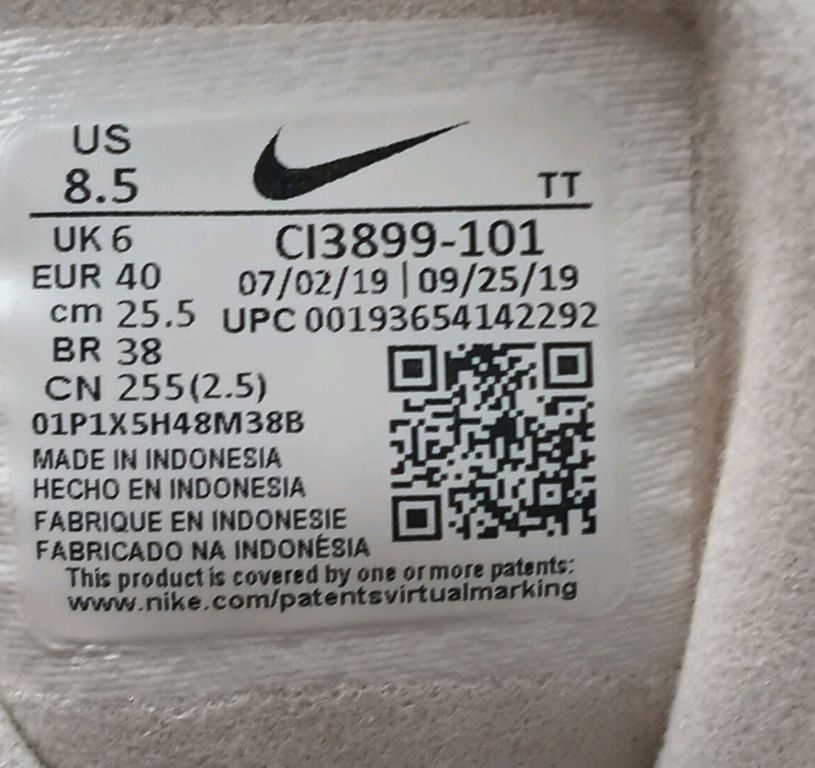 US
8.5
TT
UK 6
CI3899-101
EUR 40
07/02/19 | 09/25/19
cm 25.5
UPC 00193654142292
BR 38
CN 255(2.5)
01P1X5H48M38B
MADE IN INDONESIA
HECHO EN INDONESIA
FABRIQUE EN INDONESIE
FABRICADO NA INDONÉSIA
This product is covered by one or more patents:
www.nike.com/patentsvirtualmarking